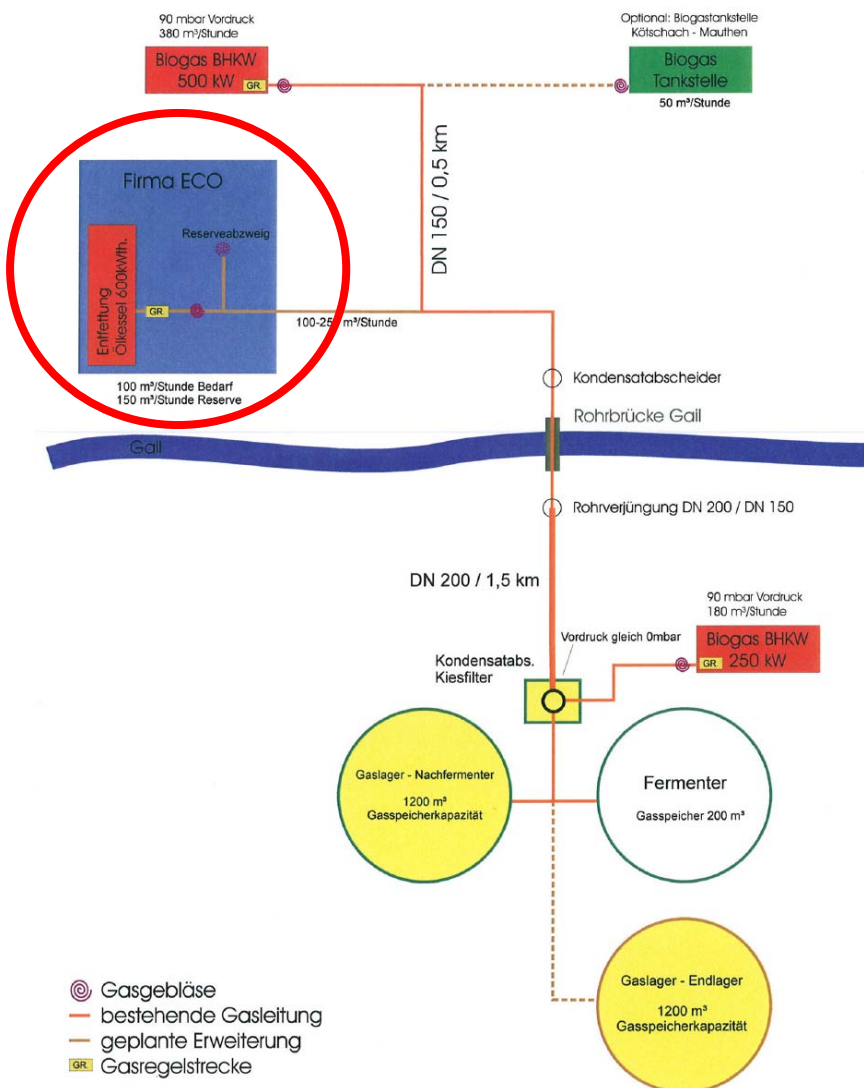 90 mbar Vordruck
380 m³/Stunde
Biogas BHKW
500 kW
GR.
Optional: Biogastankstelle
Kötschach - Mauthen
Biogas
Tankstelle
50 m³/Stunde
DN 150 / 0,5 km
Firma ECO
Reserveabzweig
Entfettung
Ölkessel 600kWth.
GR.
100-250 m³/Stunde
100 m³/Stunde Bedarf
150 m³/Stunde Reserve
Kondensatabscheider
Rohrbrücke Gail
Gail
Rohrverjüngung DN 200 / DN 150
DN 200 / 1,5 km
90 mbar Vordruck
180 m³/Stunde
Biogas BHKW
GR. 250 kW
Vordruck gleich 0mbar
Kondensatabs.
Kiesfilter
Gaslager - Nachfermenter
1200 m³
Gasspeicherkapazität
Fermenter
Gasspeicher 200 m³
Gaslager - Endlager
1200 m³
Gasspeicherkapazität
Gasgebläse
bestehende Gasleitung
geplante Erweiterung
GR. Gasregelstrecke